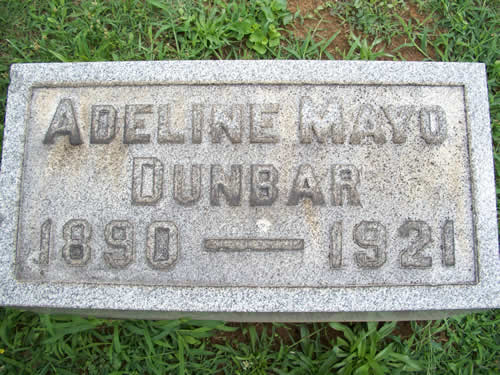 ADELINE MAYO
DUNBAR
1890 — 1921